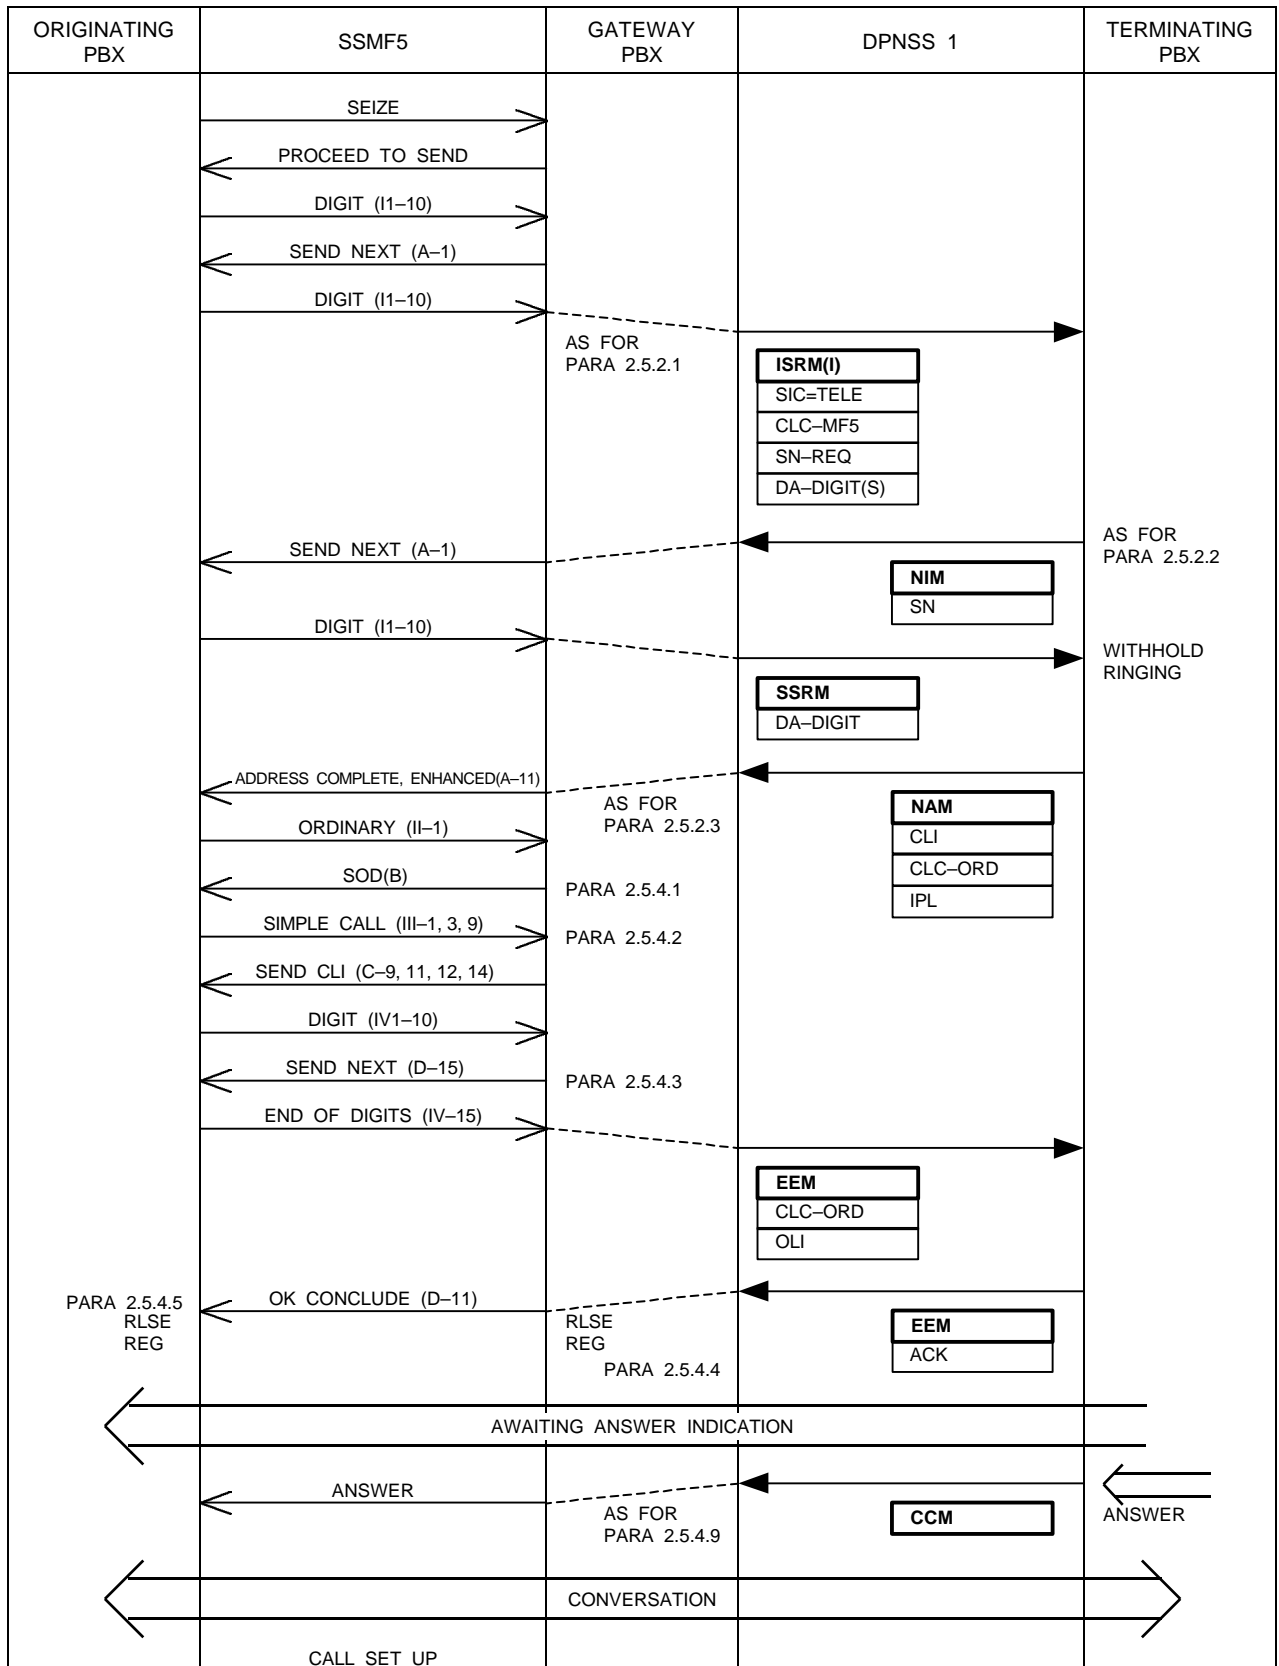 ORIGINATING
PBX
SSMF5
GATEWAY
PBX
DPNSS 1
TERMINATING
PBX
SEIZE
PROCEED TO SEND
DIGIT (I1–10)
SEND NEXT (A–1)
DIGIT (I1–10)
AS FOR
PARA 2.5.2.1
ISRM(I)
SIC=TELE
CLC–MF5
SN–REQ
DA–DIGIT(S)
SEND NEXT (A–1)
AS FOR
PARA 2.5.2.2
NIM
SN
DIGIT (I1–10)
WITHHOLD
RINGING
SSRM
DA–DIGIT
ADDRESS COMPLETE, ENHANCED(A–11)
AS FOR
PARA 2.5.2.3
NAM
CLI
CLC–ORD
IPL
ORDINARY (II–1)
SOD(B)
PARA 2.5.4.1
SIMPLE CALL (III–1, 3, 9)
PARA 2.5.4.2
SEND CLI (C–9, 11, 12, 14)
DIGIT (IV1–10)
SEND NEXT (D–15)
PARA 2.5.4.3
END OF DIGITS (IV–15)
EEM
CLC–ORD
OLI
PARA 2.5.4.5
RLSE
REG
OK CONCLUDE (D–11)
RLSE
REG
PARA 2.5.4.4
EEM
ACK
AWAITING ANSWER INDICATION
ANSWER
AS FOR
PARA 2.5.4.9
CCM
ANSWER
CONVERSATION
CALL SET UP